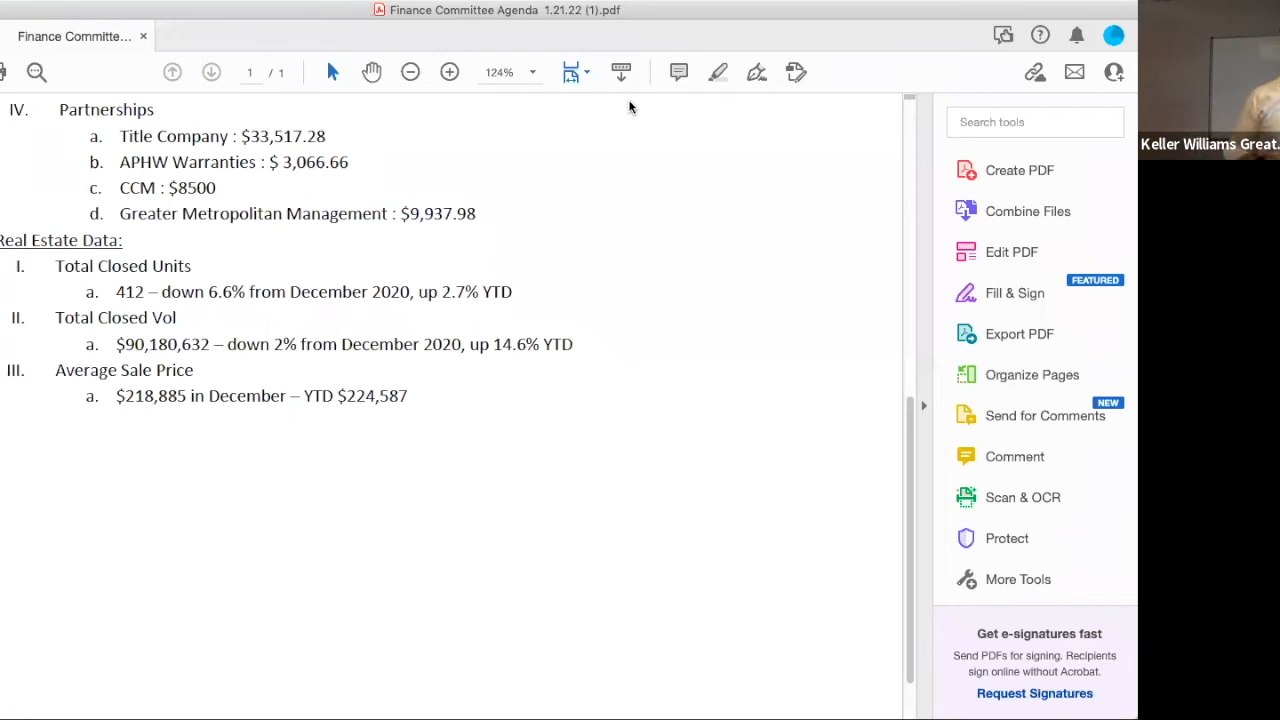 Finance Committee Agenda 1.21.22 (1).pdf
Finance Committe... ×
1 / 1
124%
IV. Partnerships
a. Title Company : $33,517.28
b. APHW Warranties : $ 3,066.66
c. CCM : $8500
d. Greater Metropolitan Management : $9,937.98
Real Estate Data:
I. Total Closed Units
a. 412 – down 6.6% from December 2020, up 2.7% YTD
II. Total Closed Vol
a. $90,180,632 – down 2% from December 2020, up 14.6% YTD
III. Average Sale Price
a. $218,885 in December – YTD $224,587
Search tools
Create PDF
Combine Files
Edit PDF
FEATURED
Fill & Sign
Export PDF
Organize Pages
NEW
Send for Comments
Comment
Scan & OCR
Protect
More Tools
Get e-signatures fast
Send PDFs for signing. Recipients
sign online without Acrobat.
Request Signatures
Keller Williams Great...